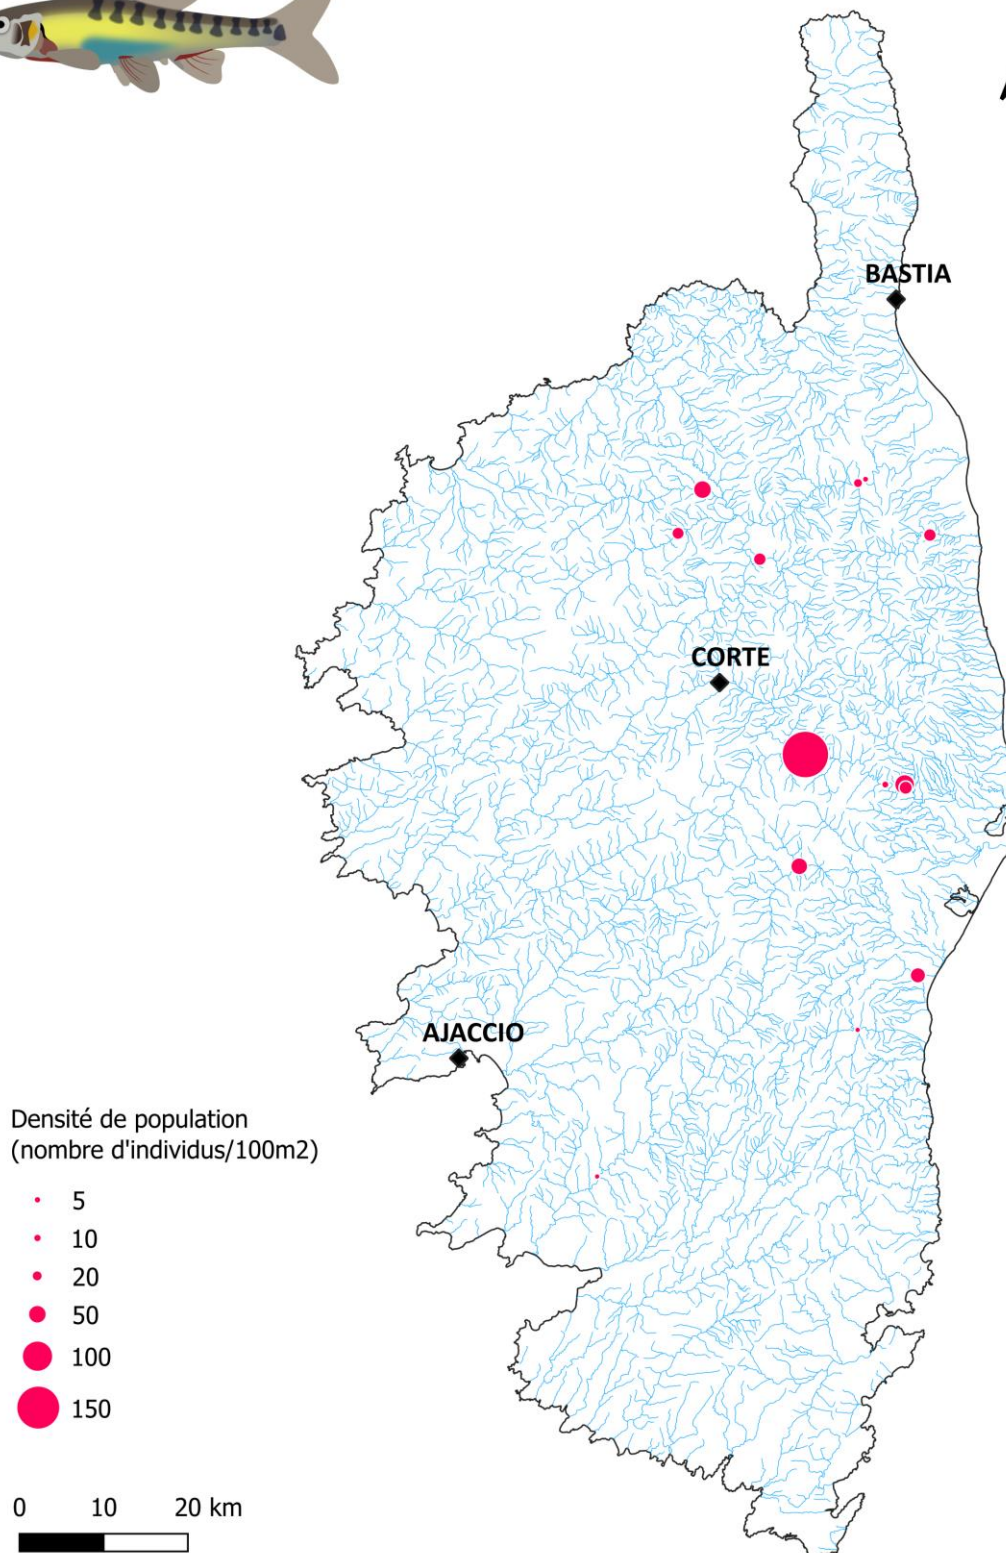 BASTIA
CORTE
AJACCIO
Densité de population
(nombre d'individus/100m2)
5
10
20
50
100
150
0 10 20 km